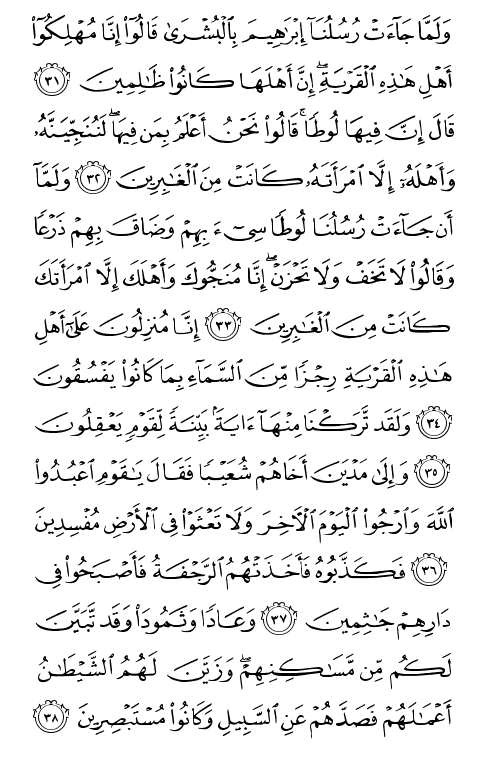 وَلَمَّا جَآءَتۡ رُسُلُنَآ إِبۡرَٰهِيمَ بِٱلۡبُشۡرَىٰ قَالُوٓاْ إِنَّا مُهۡلِكُوٓاْ
أَهۡلِ هَٰذِهِ ٱلۡقَرۡيَةِۖ إِنَّ أَهۡلَهَا كَانُواْ ظَٰلِمِينَ ٣١
قَالَ إِنَّ فِيهَا لُوطٗاۚ قَالُواْ نَحۡنُ أَعۡلَمُ بِمَن فِيهَاۖ لَنُنَجِّيَنَّهُۥ
وَأَهۡلَهُۥٓ إِلَّا ٱمۡرَأَتَهُۥ كَانَتۡ مِنَ ٱلۡغَٰبِرِينَ ٣٢ وَلَمَّآ
أَن جَآءَتۡ رُسُلُنَا لُوطٗا سِيٓءَ بِهِمۡ وَضَاقَ بِهِمۡ ذَرۡعٗا
وَقَالُواْ لَا تَخَفۡ وَلَا تَحۡزَنۡ إِنَّا مُنَجُّوكَ وَأَهۡلَكَ إِلَّا ٱمۡرَأَتَكَ
كَانَتۡ مِنَ ٱلۡغَٰبِرِينَ ٣٣ إِنَّا مُنزِلُونَ عَلَىٰٓ أَهۡلِ
هَٰذِهِ ٱلۡقَرۡيَةِ رِجۡزٗا مِّنَ ٱلسَّمَآءِ بِمَا كَانُواْ يَفۡسُقُونَ
٣٤ وَلَقَد تَّرَكۡنَا مِنۡهَآ ءَايَةَۢ بَيِّنَةٗ لِّقَوۡمٖ يَعۡقِلُونَ
٣٥ وَإِلَىٰ مَدۡيَنَ أَخَاهُمۡ شُعَيۡبٗا فَقَالَ يَٰقَوۡمِ ٱعۡبُدُواْ
ٱللَّهَ وَٱرۡجُواْ ٱلۡيَوۡمَ ٱلۡأٓخِرَ وَلَا تَعۡثَوۡاْ فِي ٱلۡأَرۡضِ مُفۡسِدِينَ
٣٦ فَكَذَّبُوهُ فَأَخَذَتۡهُمُ ٱلرَّجۡفَةُ فَأَصۡبَحُواْ فِي
دَارِهِمۡ جَٰثِمِينَ ٣٧ وَعَادٗا وَثَمُودَاْ وَقَد تَّبَيَّنَ
لَكُم مِّن مَّسَٰكِنِهِمۡۖ وَزَيَّنَ لَهُمُ ٱلشَّيۡطَٰنُ
أَعۡمَٰلَهُمۡ فَصَدَّهُمۡ عَنِ ٱلسَّبِيلِ وَكَانُواْ مُسۡتَبۡصِرِينَ ٣٨